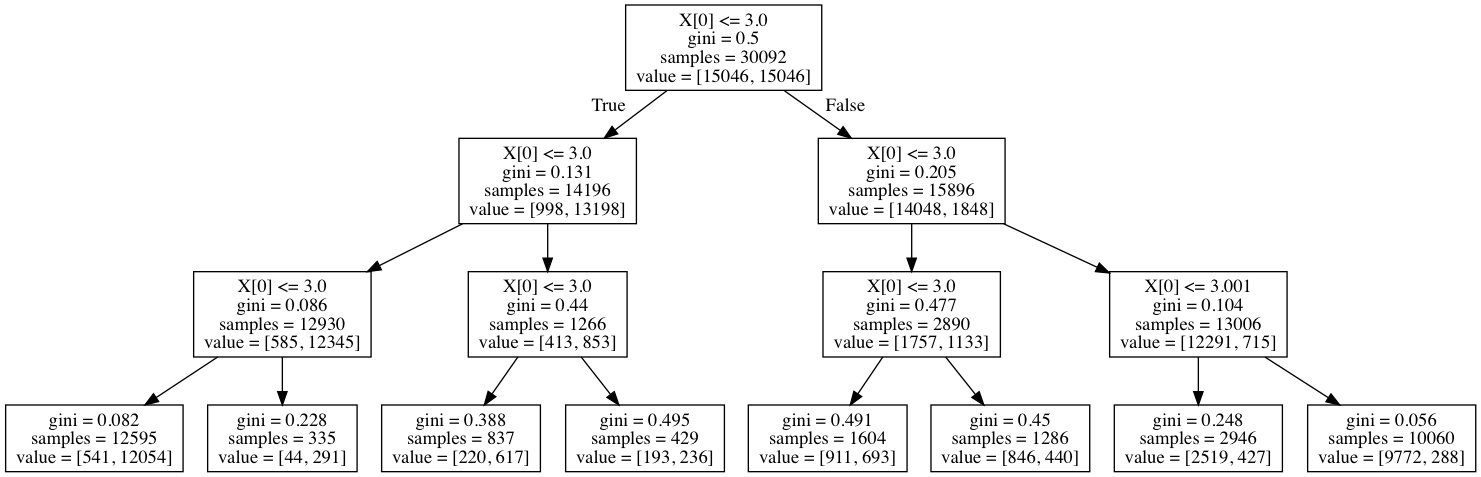 X[0] <= 3.0
gini = 0.5
samples = 30092
value = [15046, 15046]
True
False
X[0] <= 3.0
gini = 0.131
samples = 14196
value = [998, 13198]
X[0] <= 3.0
gini = 0.205
samples = 15896
value = [14048, 1848]
X[0] <= 3.0
gini = 0.086
samples = 12930
value = [585, 12345]
X[0] <= 3.0
gini = 0.44
samples = 1266
value = [413, 853]
X[0] <= 3.0
gini = 0.477
samples = 2890
value = [1757, 1133]
X[0] <= 3.001
gini = 0.104
samples = 13006
value = [12291, 715]
gini = 0.082
samples = 12595
value = [541, 12054]
gini = 0.228
samples = 335
value = [44, 291]
gini = 0.388
samples = 837
value = [220, 617]
gini = 0.495
samples = 429
value = [193, 236]
gini = 0.491
samples = 1604
value = [911, 693]
gini = 0.45
samples = 1286
value = [846, 440]
gini = 0.248
samples = 2946
value = [2519, 427]
gini = 0.056
samples = 10060
value = [9772, 288]